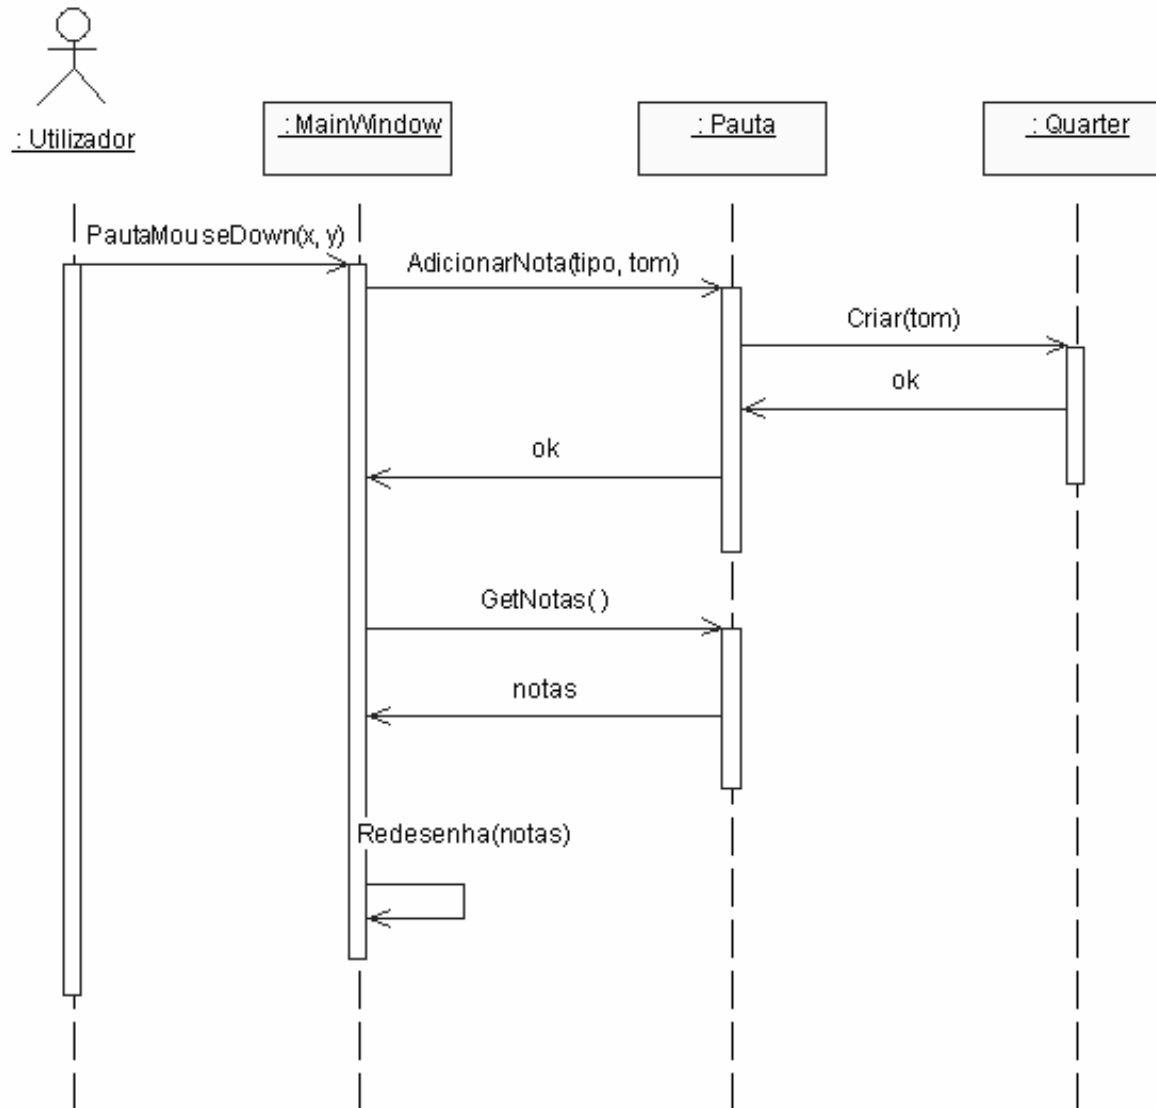 : Utilizador
: MainWindow
: Pauta
: Quarter
PautaMouseDown(x, y)
AdicionarNota(tipo, tom)
Criar(tom)
ok
ok
GetNotas( )
notas
Redesenha(notas)